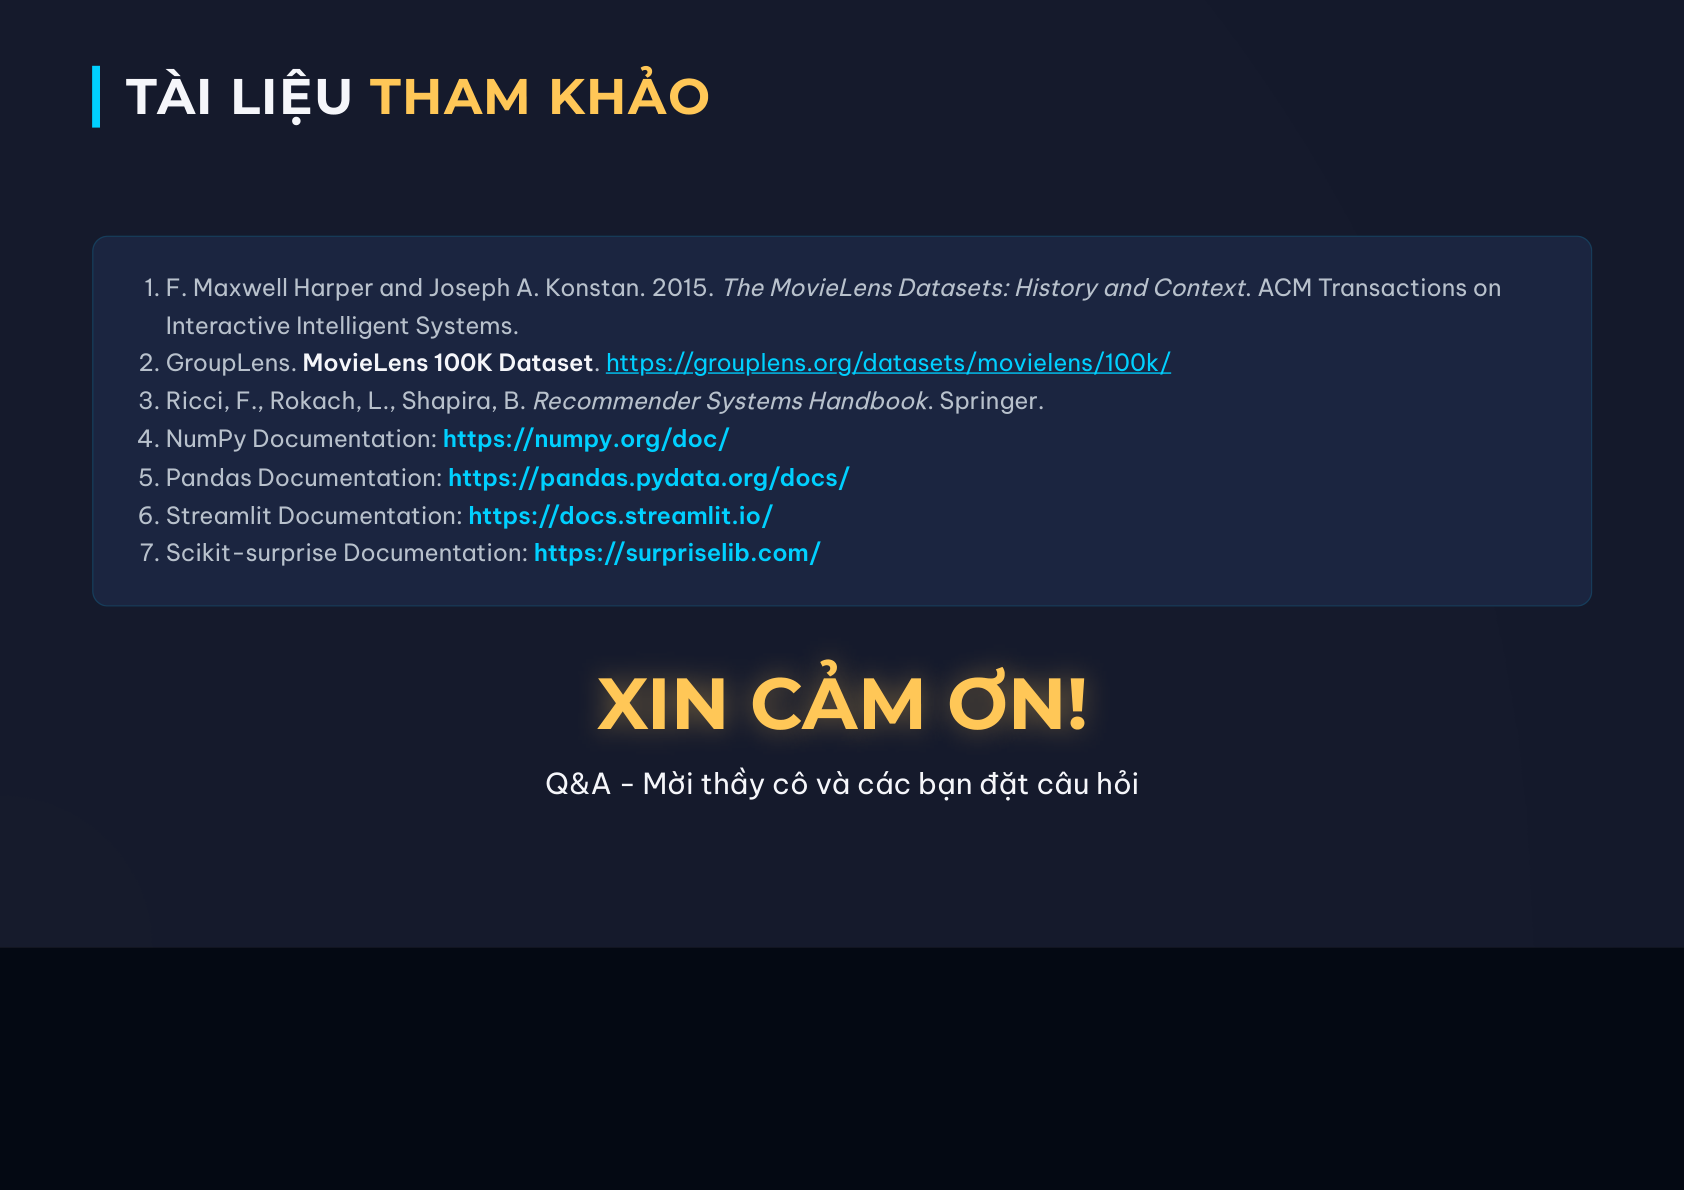 TÀI LIỆU THAM KHẢO
1. F. Maxwell Harper and Joseph A. Konstan. 2015. The MovieLens Datasets: History and Context. ACM Transactions on
Interactive Intelligent Systems.
2. GroupLens. MovieLens 100K Dataset. https://grouplens.org/datasets/movielens/100k/
3. Ricci, F., Rokach, L., Shapira, B. Recommender Systems Handbook. Springer.
4. NumPy Documentation: https://numpy.org/doc/
5. Pandas Documentation: https://pandas.pydata.org/docs/
6. Streamlit Documentation: https://docs.streamlit.io/
7. Scikit-surprise Documentation: https://surpriselib.com/
XIN CẢM ƠN!
Q&A - Mời thầy cô và các bạn đặt câu hỏi